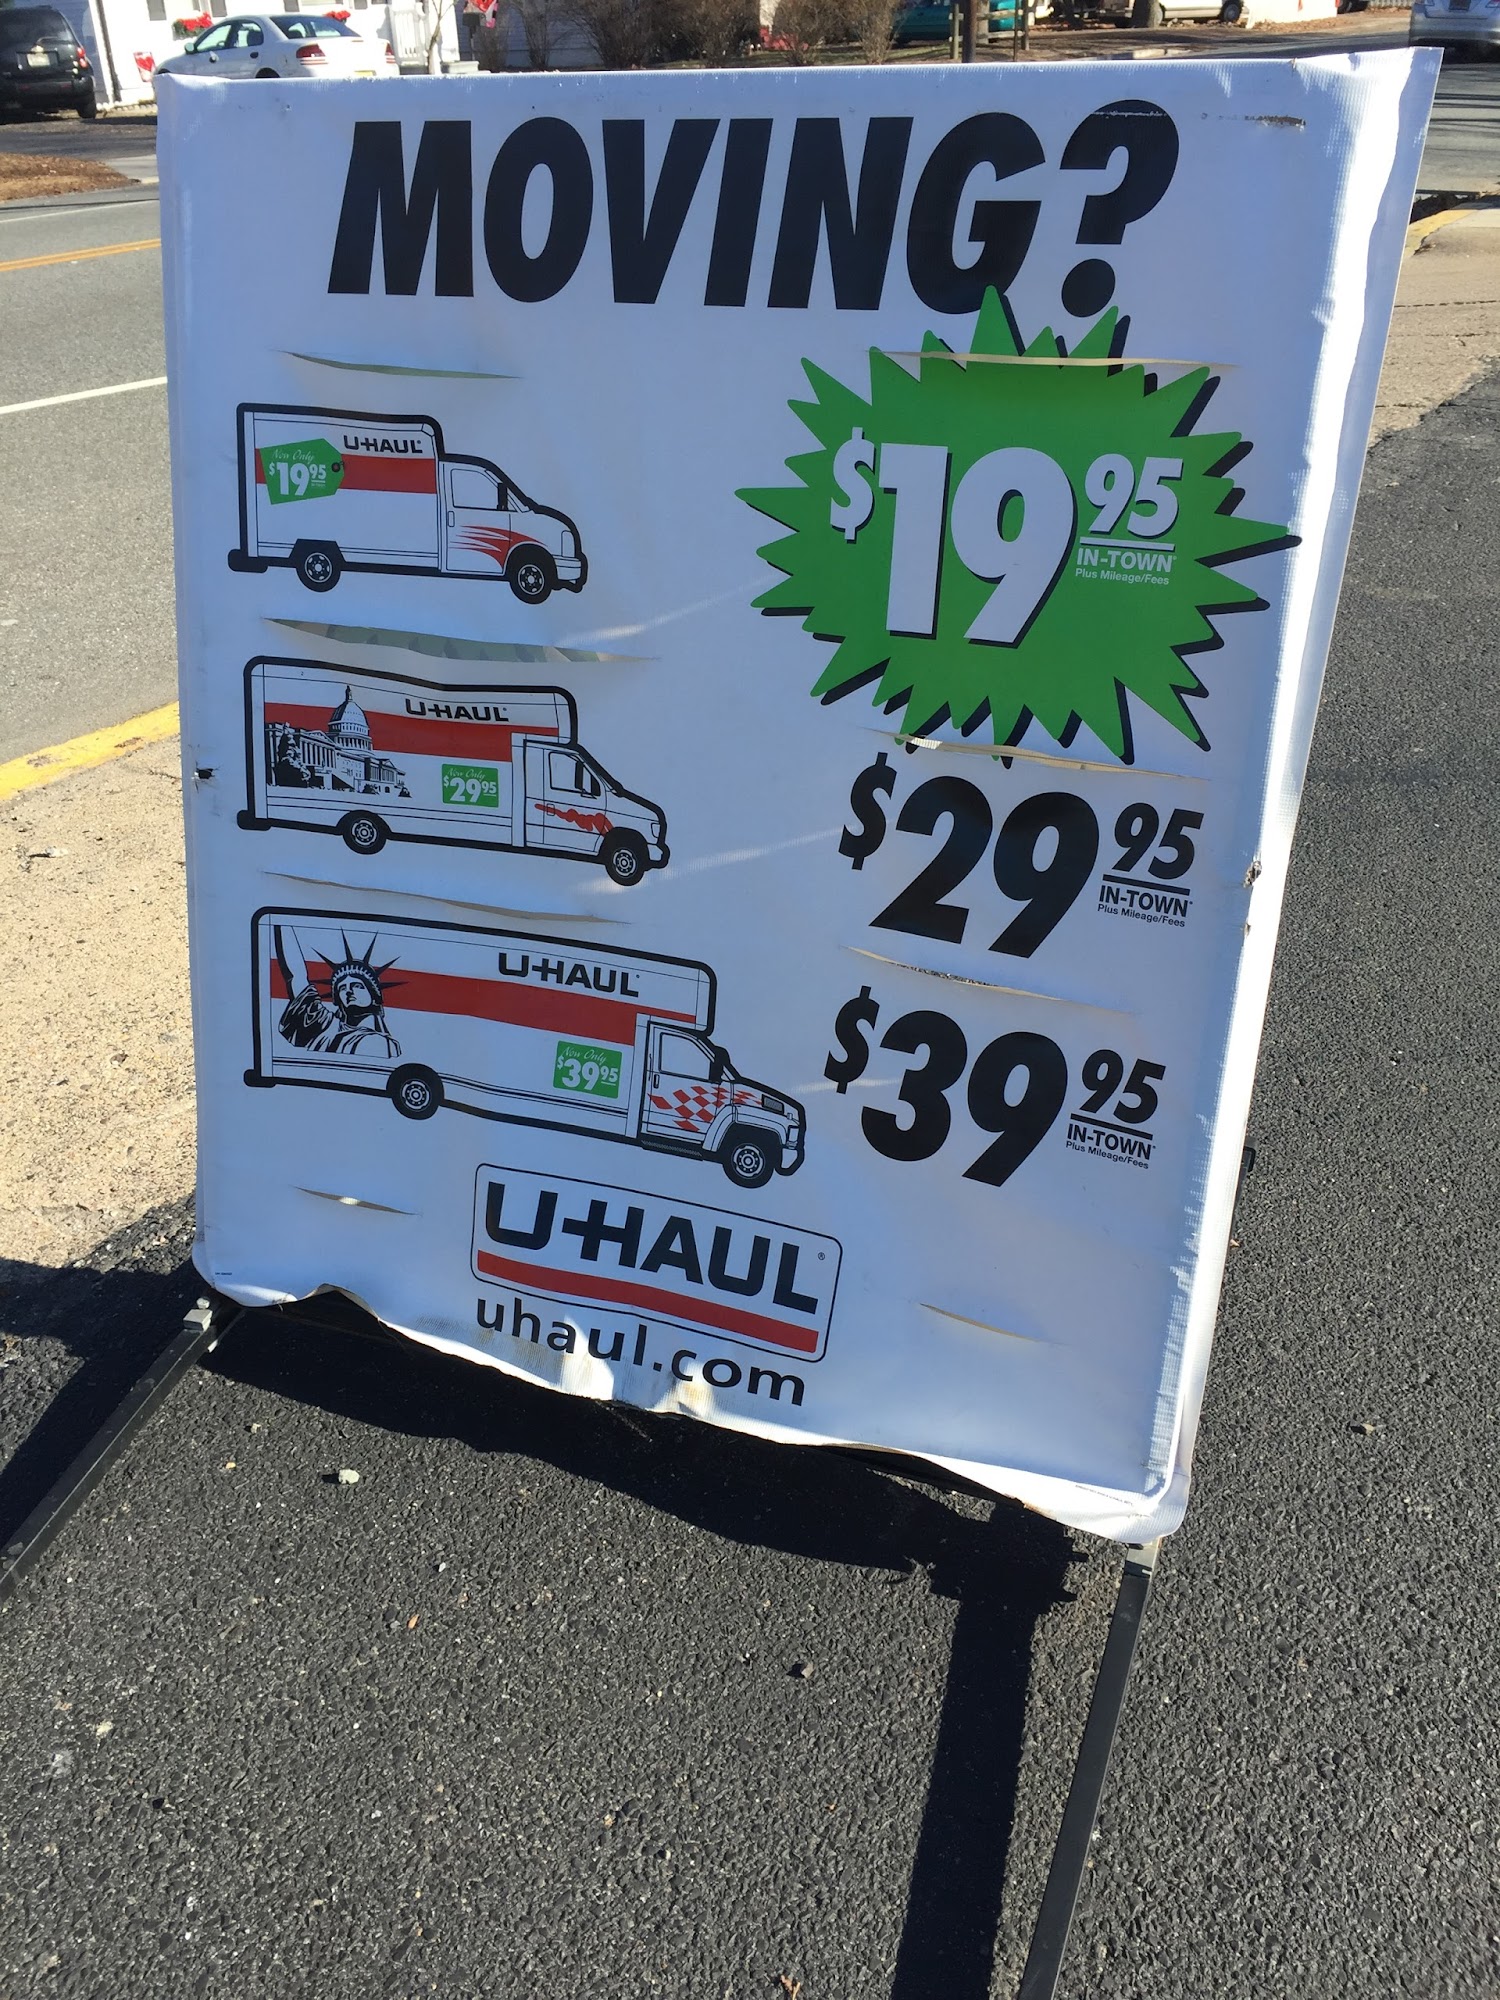 MOVING?
U-HAUL
Now Only
$19.95
$19.95
IN-TOWN*
Plus Mileage/Fees
U-HAUL
Now Only
$29.95
$29.95
IN-TOWN*
Plus Mileage/Fees
U-HAUL
Now Only
$39.95
$39.95
IN-TOWN*
Plus Mileage/Fees
U-HAUL®
uhaul.com